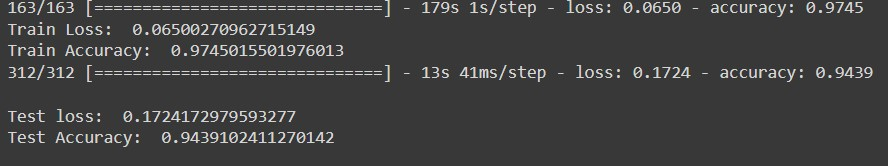 163/163 [==============================] - 179s 1s/step - loss: 0.0650 - accuracy: 0.9745
Train Loss:  0.06500270962715149
Train Accuracy:  0.9745015501976013
312/312 [==============================] - 13s 41ms/step - loss: 0.1724 - accuracy: 0.9439
Test loss:  0.1724172979593277
Test Accuracy:  0.9439102411270142